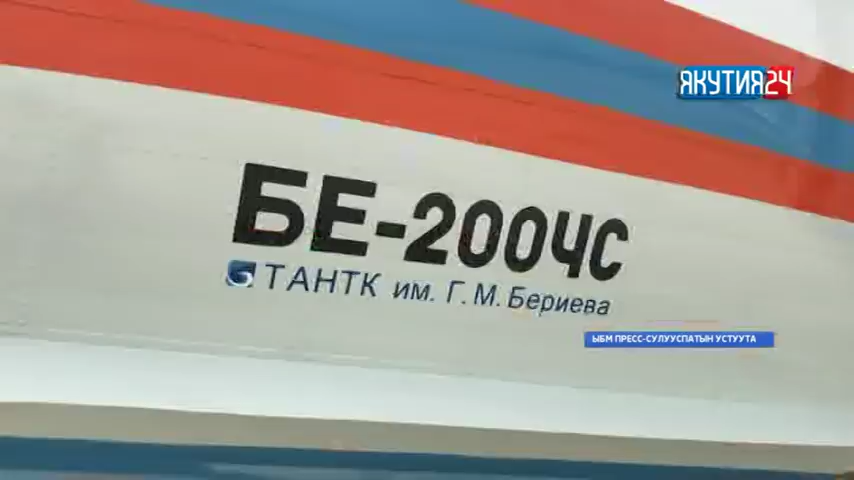 ЯКУТИЯ24
БЕ-200ЧС
ТАНТК им. Г.М.Бериева
ЫБМ ПРЕСС-СУЛУУСПАТЫН УСТУУТА